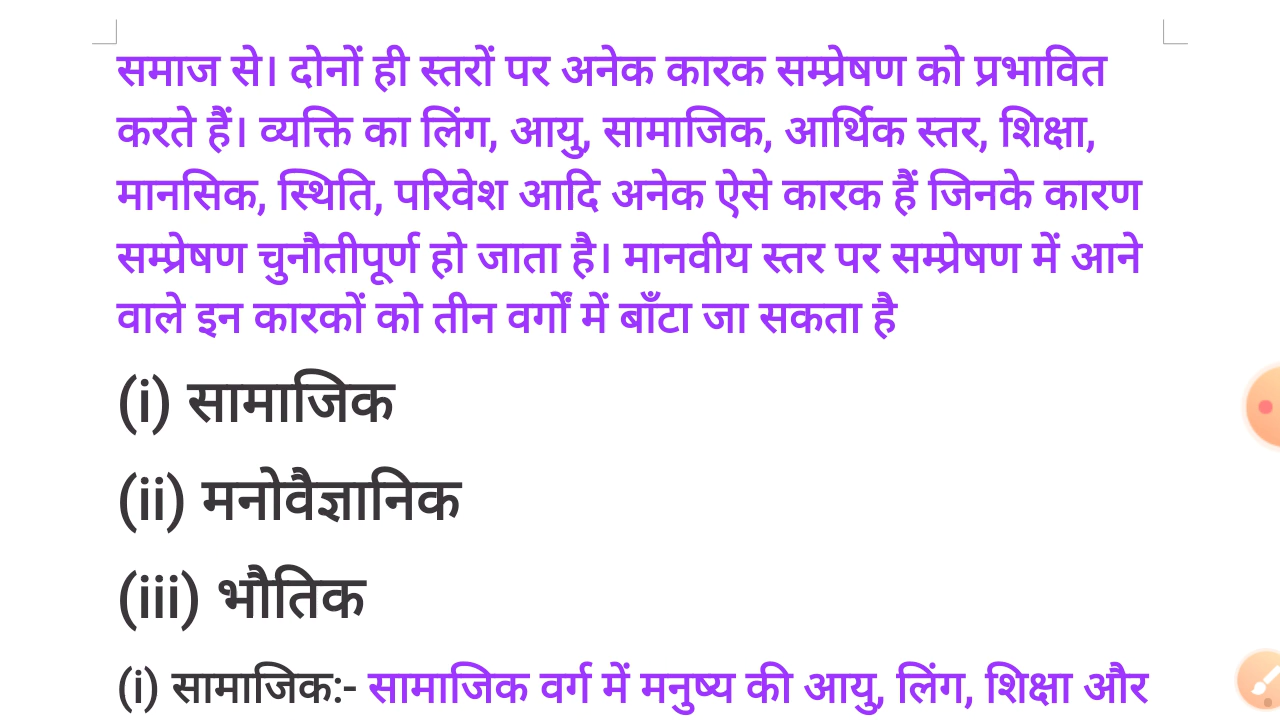 समाज से। दोनों ही स्तरों पर अनेक कारक सम्प्रेषण को प्रभावित
करते हैं। व्यक्ति का लिंग, आयु, सामाजिक, आर्थिक स्तर, शिक्षा,
मानसिक, स्थिति, परिवेश आदि अनेक ऐसे कारक हैं जिनके कारण
सम्प्रेषण चुनौतीपूर्ण हो जाता है। मानवीय स्तर पर सम्प्रेषण में आने
वाले इन कारकों को तीन वर्गों में बाँटा जा सकता है
(i) सामाजिक
(ii) मनोवैज्ञानिक
(iii) भौतिक
(i) सामाजिक:- सामाजिक वर्ग में मनुष्य की आयु, लिंग, शिक्षा और